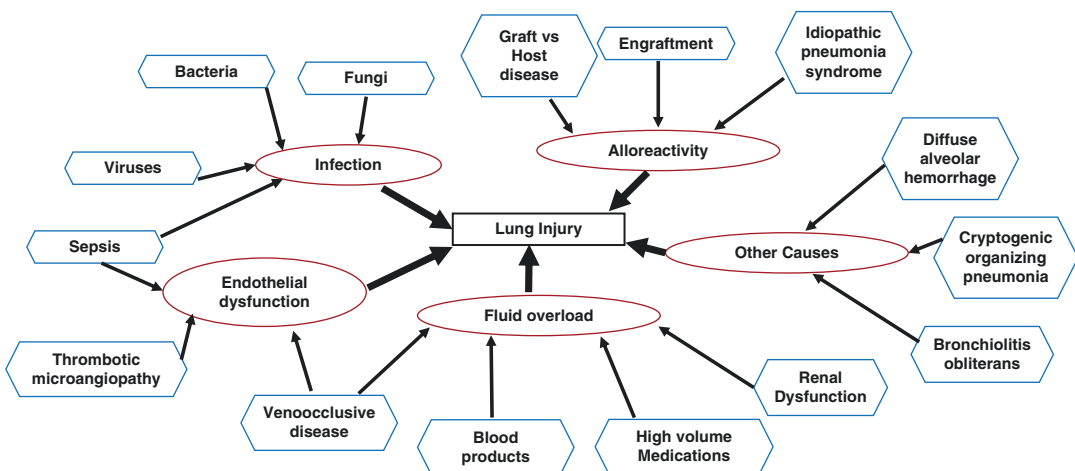 Graft vs
Host
disease
Engraftment
Idiopathic
pneumonia
syndrome
Bacteria
Fungi
Viruses
Infection
Alloreactivity
Diffuse
alveolar
hemorrhage
Sepsis
Lung Injury
Other Causes
Cryptogenic
organizing
pneumonia
Endothelial
dysfunction
Fluid overload
Thrombotic
microangiopathy
Bronchiolitis
obliterans
Venoocclusive
disease
Blood
products
High volume
Medications
Renal
Dysfunction